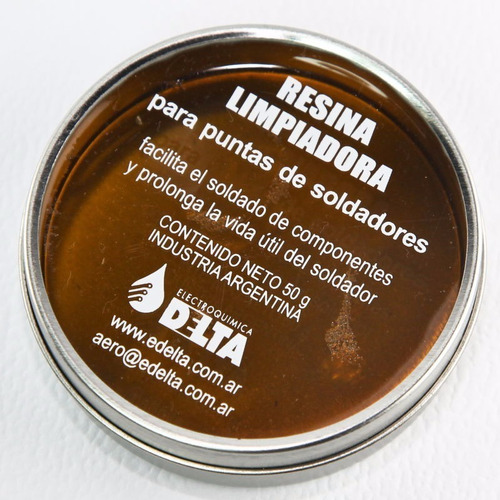 RESINA
LIMPIADORA
para puntas de soldadores
facilita el soldado de componentes
y prolonga la vida útil del soldador
CONTENIDO NETO 50 g
INDUSTRIA ARGENTINA
ELECTROQUIMICA
DELTA
www.edelta.com.ar
aero@edelta.com.ar